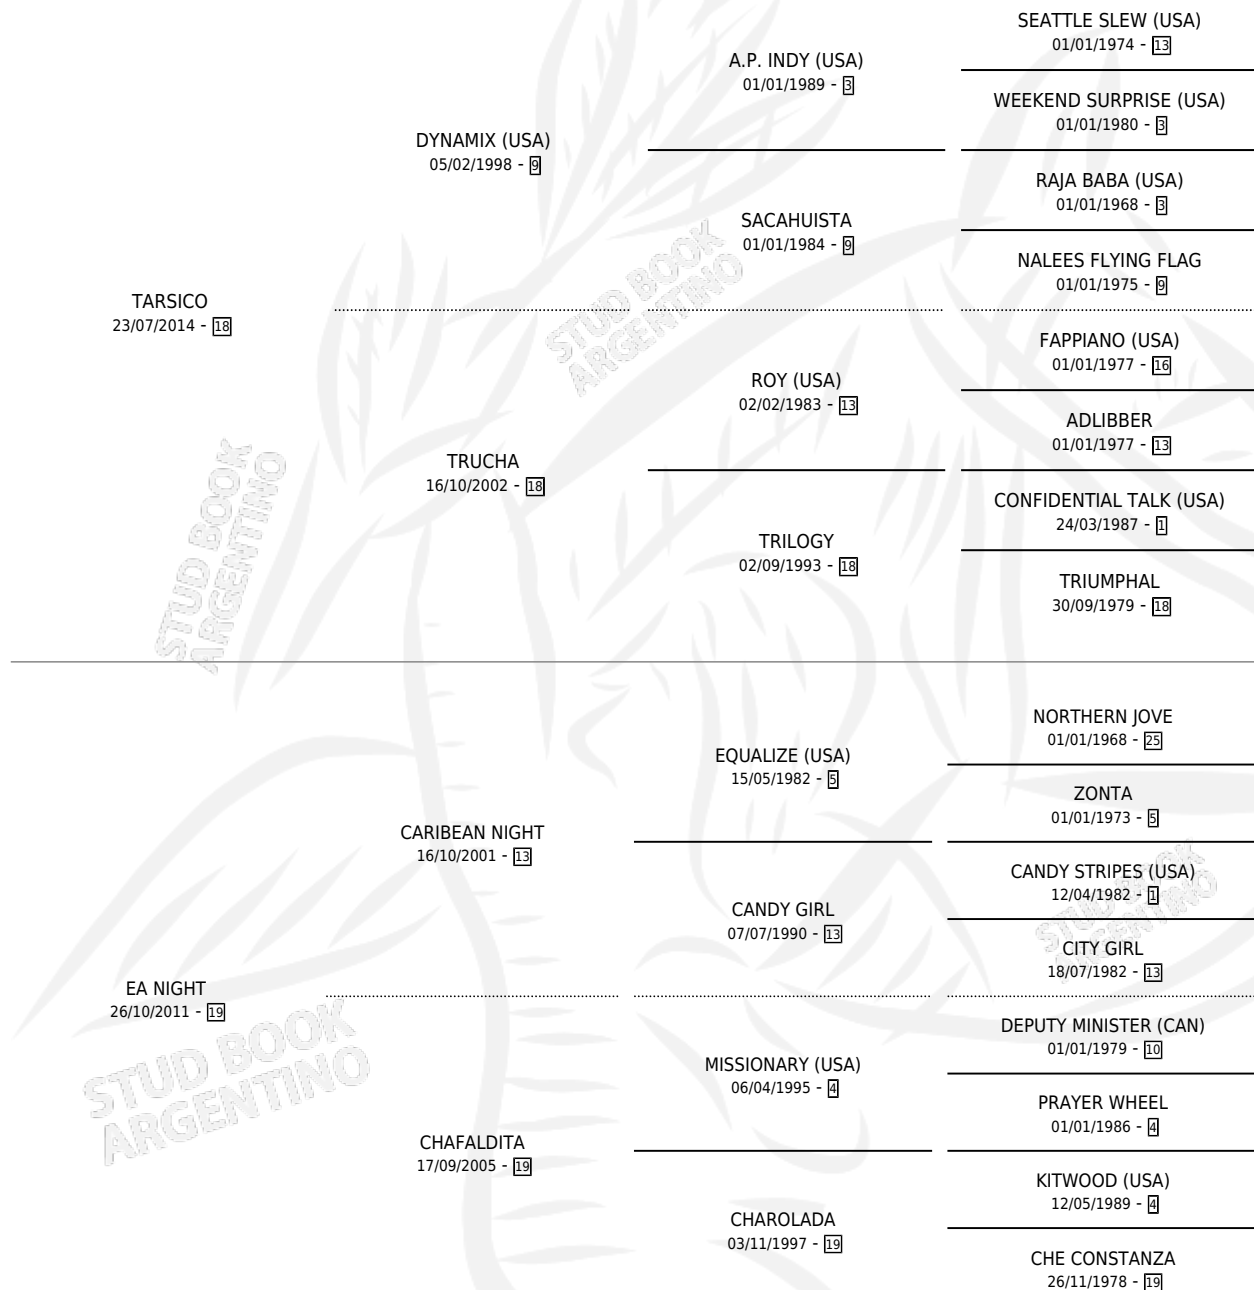 SEATTLE SLEW (USA)
01/01/1974 - 13
A.P. INDY (USA)
01/01/1989 - 3
WEEKEND SURPRISE (USA)
01/01/1980 - 3
DYNAMIX (USA)
05/02/1998 - 9
RAJA BABA (USA)
01/01/1968 - 3
SACAHUISTA
01/01/1984 - 9
NALEES FLYING FLAG
01/01/1975 - 9
TARSICO
23/07/2014 - 18
FAPPIANO (USA)
01/01/1977 - 16
ROY (USA)
02/02/1983 - 13
ADLIBBER
01/01/1977 - 13
TRUCHA
16/10/2002 - 18
CONFIDENTIAL TALK (USA)
24/03/1987 - 1
TRILOGY
02/09/1993 - 18
TRIUMPHAL
30/09/1979 - 18
NORTHERN JOVE
01/01/1968 - 25
EQUALIZE (USA)
15/05/1982 - 5
ZONTA
01/01/1973 - 5
CARIBEAN NIGHT
16/10/2001 - 13
CANDY STRIPES (USA)
12/04/1982 - 1
CANDY GIRL
07/07/1990 - 13
CITY GIRL
18/07/1982 - 13
EA NIGHT
26/10/2011 - 19
DEPUTY MINISTER (CAN)
01/01/1979 - 10
MISSIONARY (USA)
06/04/1995 - 4
PRAYER WHEEL
01/01/1986 - 4
CHAFALDITA
17/09/2005 - 19
KITWOOD (USA)
12/05/1989 - 4
CHAROLADA
03/11/1997 - 19
CHE CONSTANZA
26/11/1978 - 19
STUD BOOK
ARGENTINO
STUD BOOK
ARGENTINO
STUD BOOK
ARGENTINO
STUD BOOK
ARGENTINO